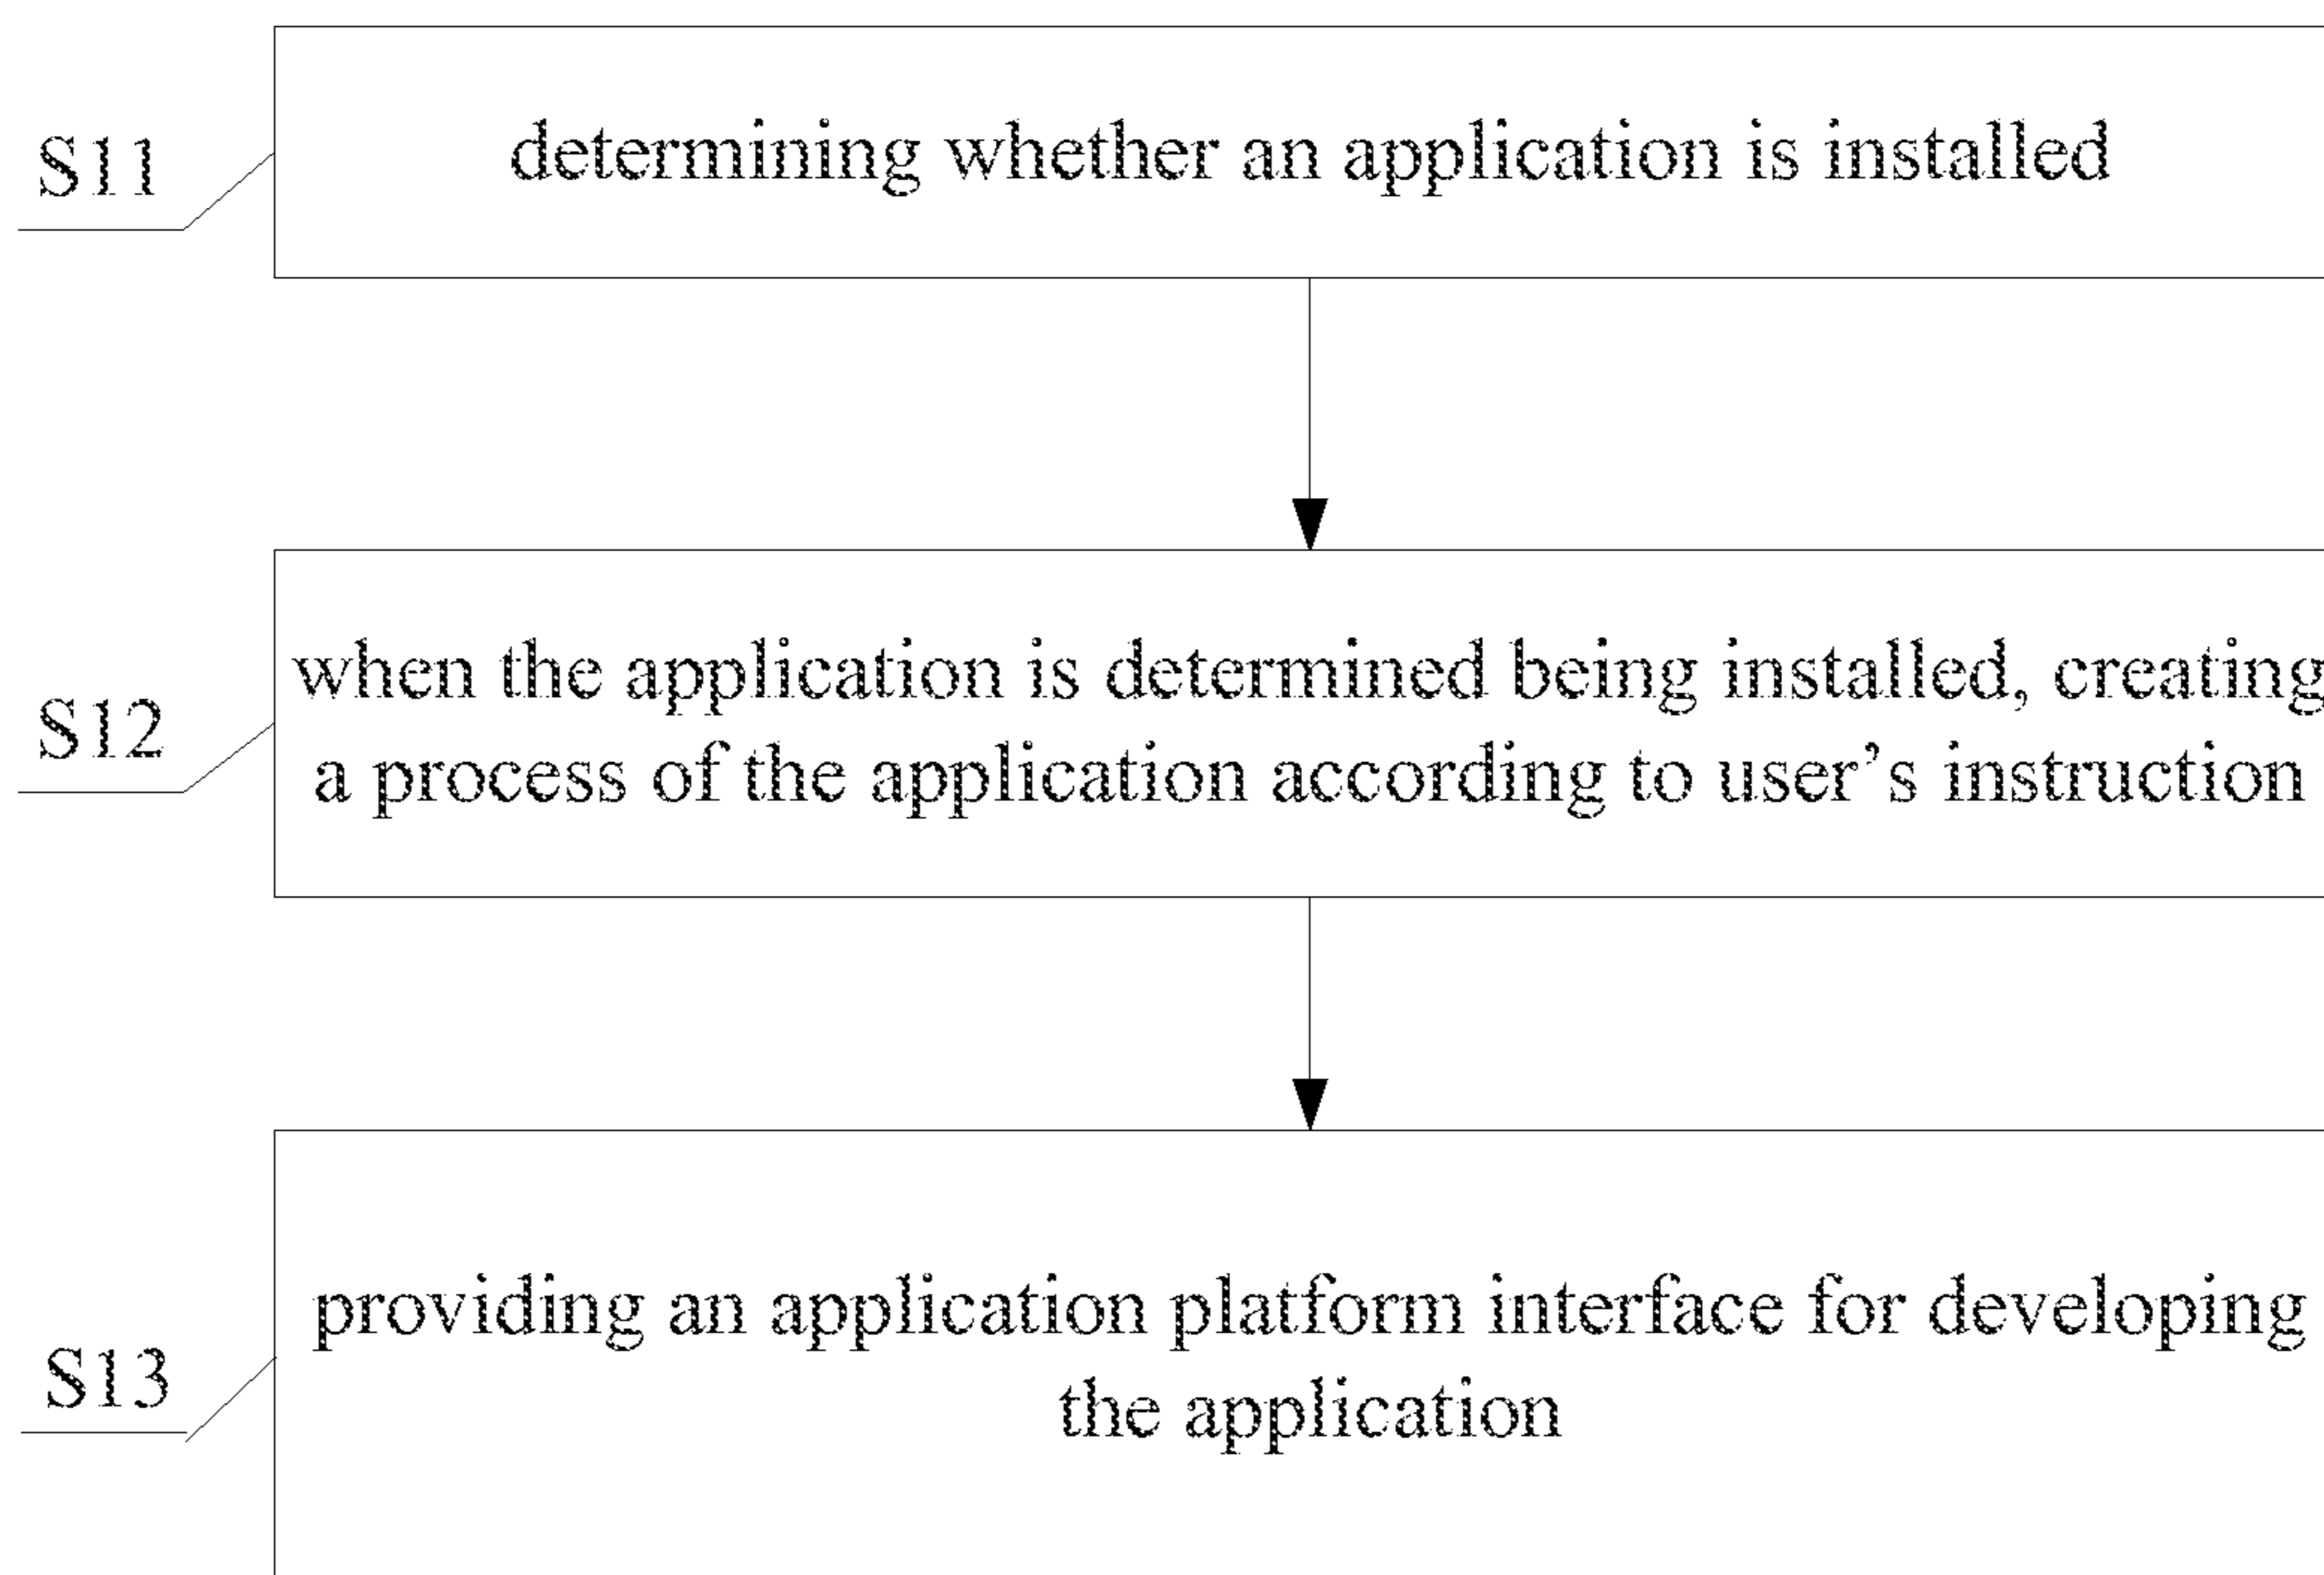 S11
determining whether an application is installed
S12
when the application is determined being installed, creating
a process of the application according to user’s instruction
S13
providing an application platform interface for developing
the application